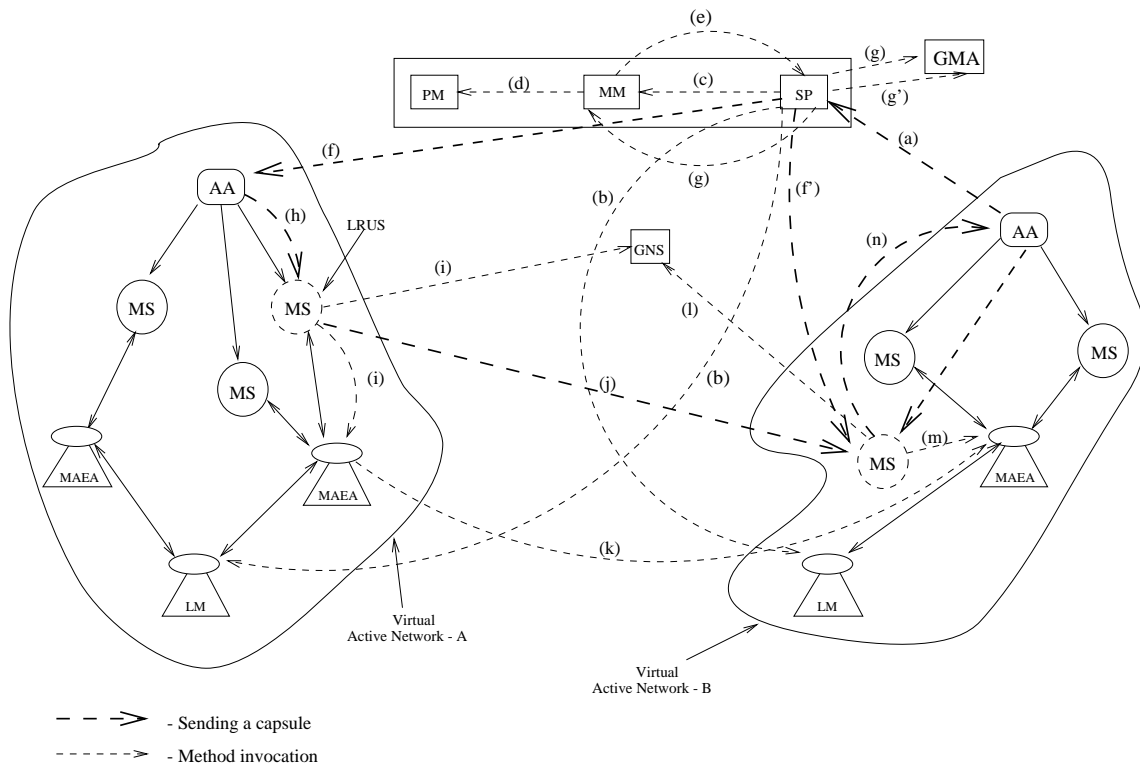 (e)
(g)
GMA
PM
(d)
MM
(c)
SP
(g')
(a)
(f)
(g)
(b)
(f')
AA
(h)
LRUS
(n)
AA
GNS
(i)
MS
MS
(l)
MS
MS
MS
(i)
(j)
(b)
(m)
MS
MAEA
MAEA
MAEA
(k)
LM
LM
Virtual
Active Network - A
Virtual
Active Network - B
- Sending a capsule
- Method invocation